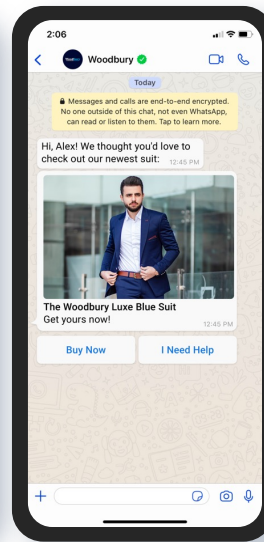 2:06
Woodbury
Today
Messages and calls are end-to-end encrypted.
No one outside of this chat, not even WhatsApp,
can read or listen to them. Tap to learn more.
Hi, Alex! We thought you'd love to
check out our newest suit:
12:45 PM
The Woodbury Luxe Blue Suit
Get yours now!
12:45 PM
Buy Now
I Need Help